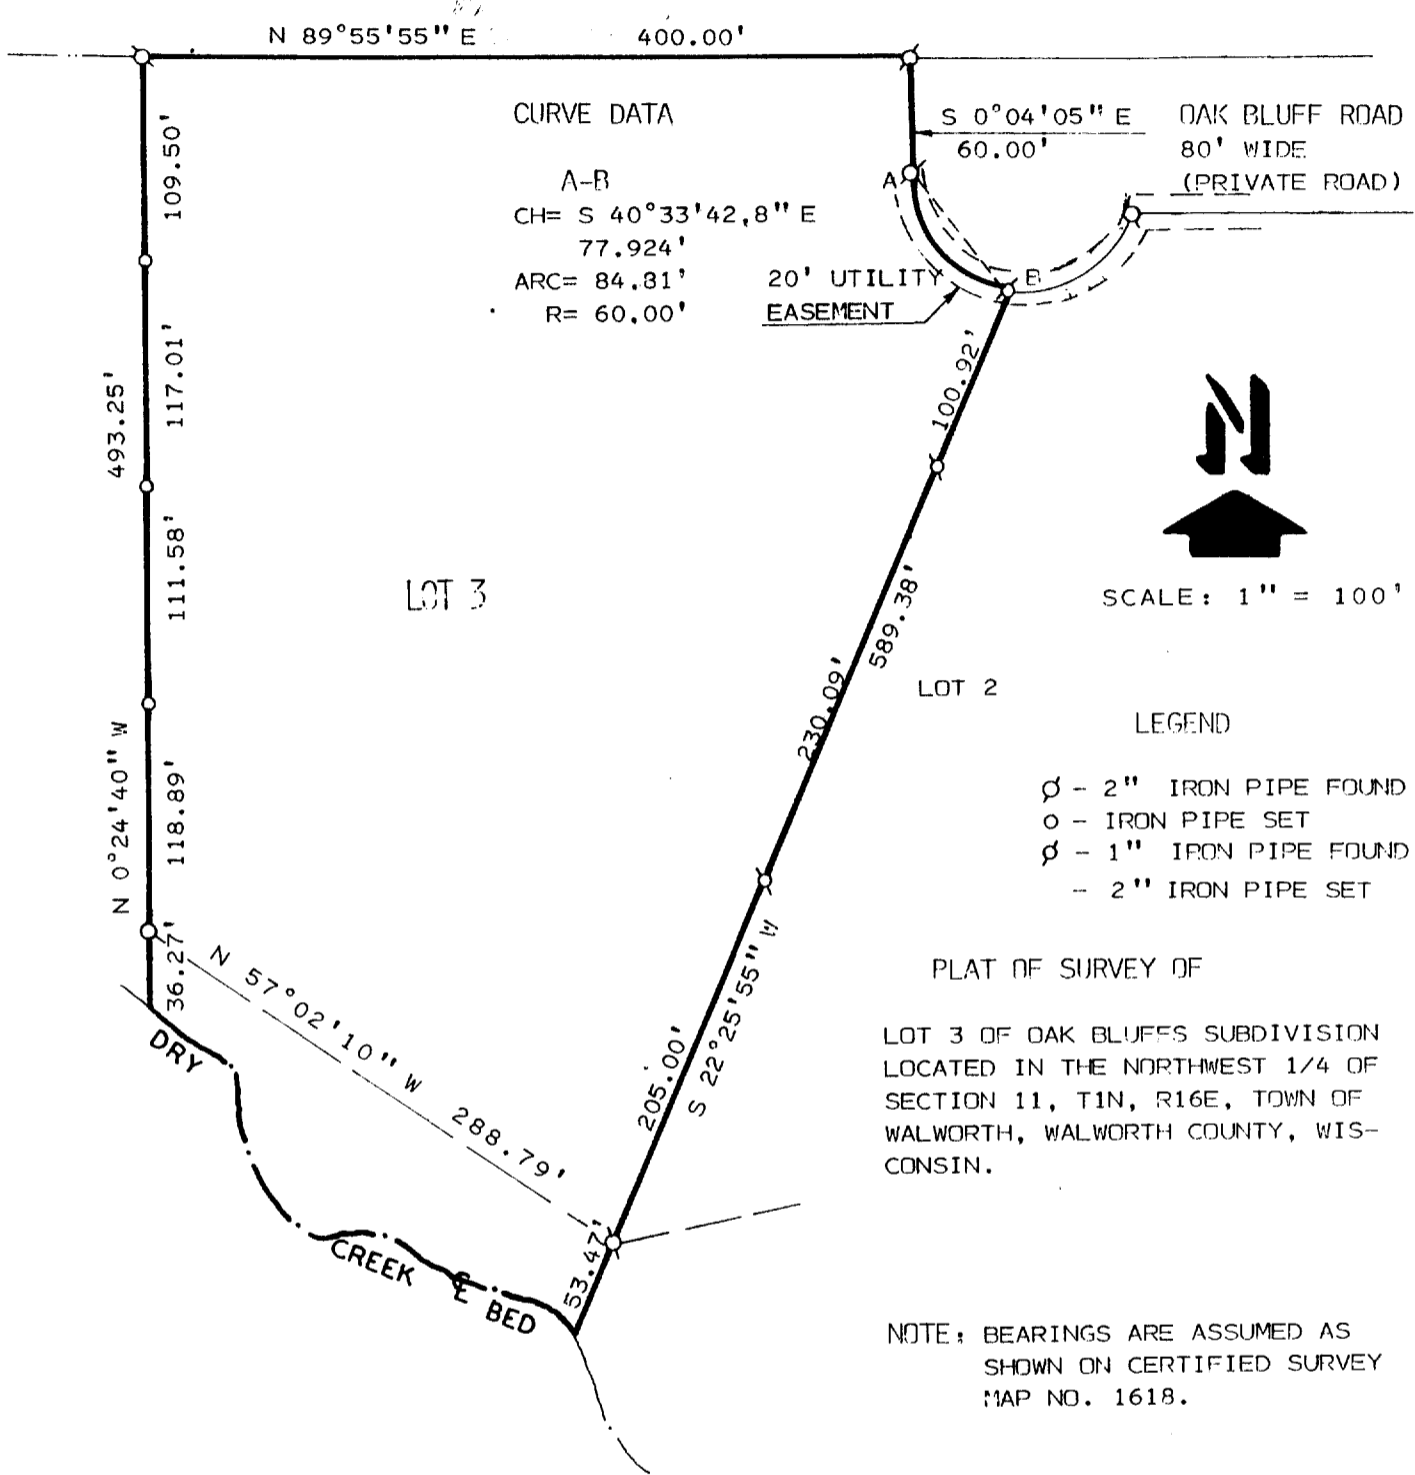 N 89°55'55" E 400.00'
CURVE DATA
A-B
CH= S 40°33'42,8" E
77.924'
ARC= 84.81'
R= 60.00'
S 0°04'05" E
60.00'
OAK BLUFF ROAD
80' WIDE
(PRIVATE ROAD)
A
B
20' UTILITY
EASEMENT
109.50'
117.01'
493.25'
111.58'
N 0°24'40" W
118.89'
36.27'
LOT 3
100.92'
589.38'
230.09'
LOT 2
S 22°25'55" W
205.00'
53.47'
N 57°02'10" W 288.79'
DRY
CREEK ℄ BED
N
SCALE: 1" = 100'
LEGEND
Ø - 2" IRON PIPE FOUND
O - IRON PIPE SET
Ø - 1" IRON PIPE FOUND
- 2" IRON PIPE SET
PLAT OF SURVEY OF
LOT 3 OF OAK BLUFFS SUBDIVISION
LOCATED IN THE NORTHWEST 1/4 OF
SECTION 11, T1N, R16E, TOWN OF
WALWORTH, WALWORTH COUNTY, WIS-
CONSIN.
NOTE: BEARINGS ARE ASSUMED AS
SHOWN ON CERTIFIED SURVEY
MAP NO. 1618.